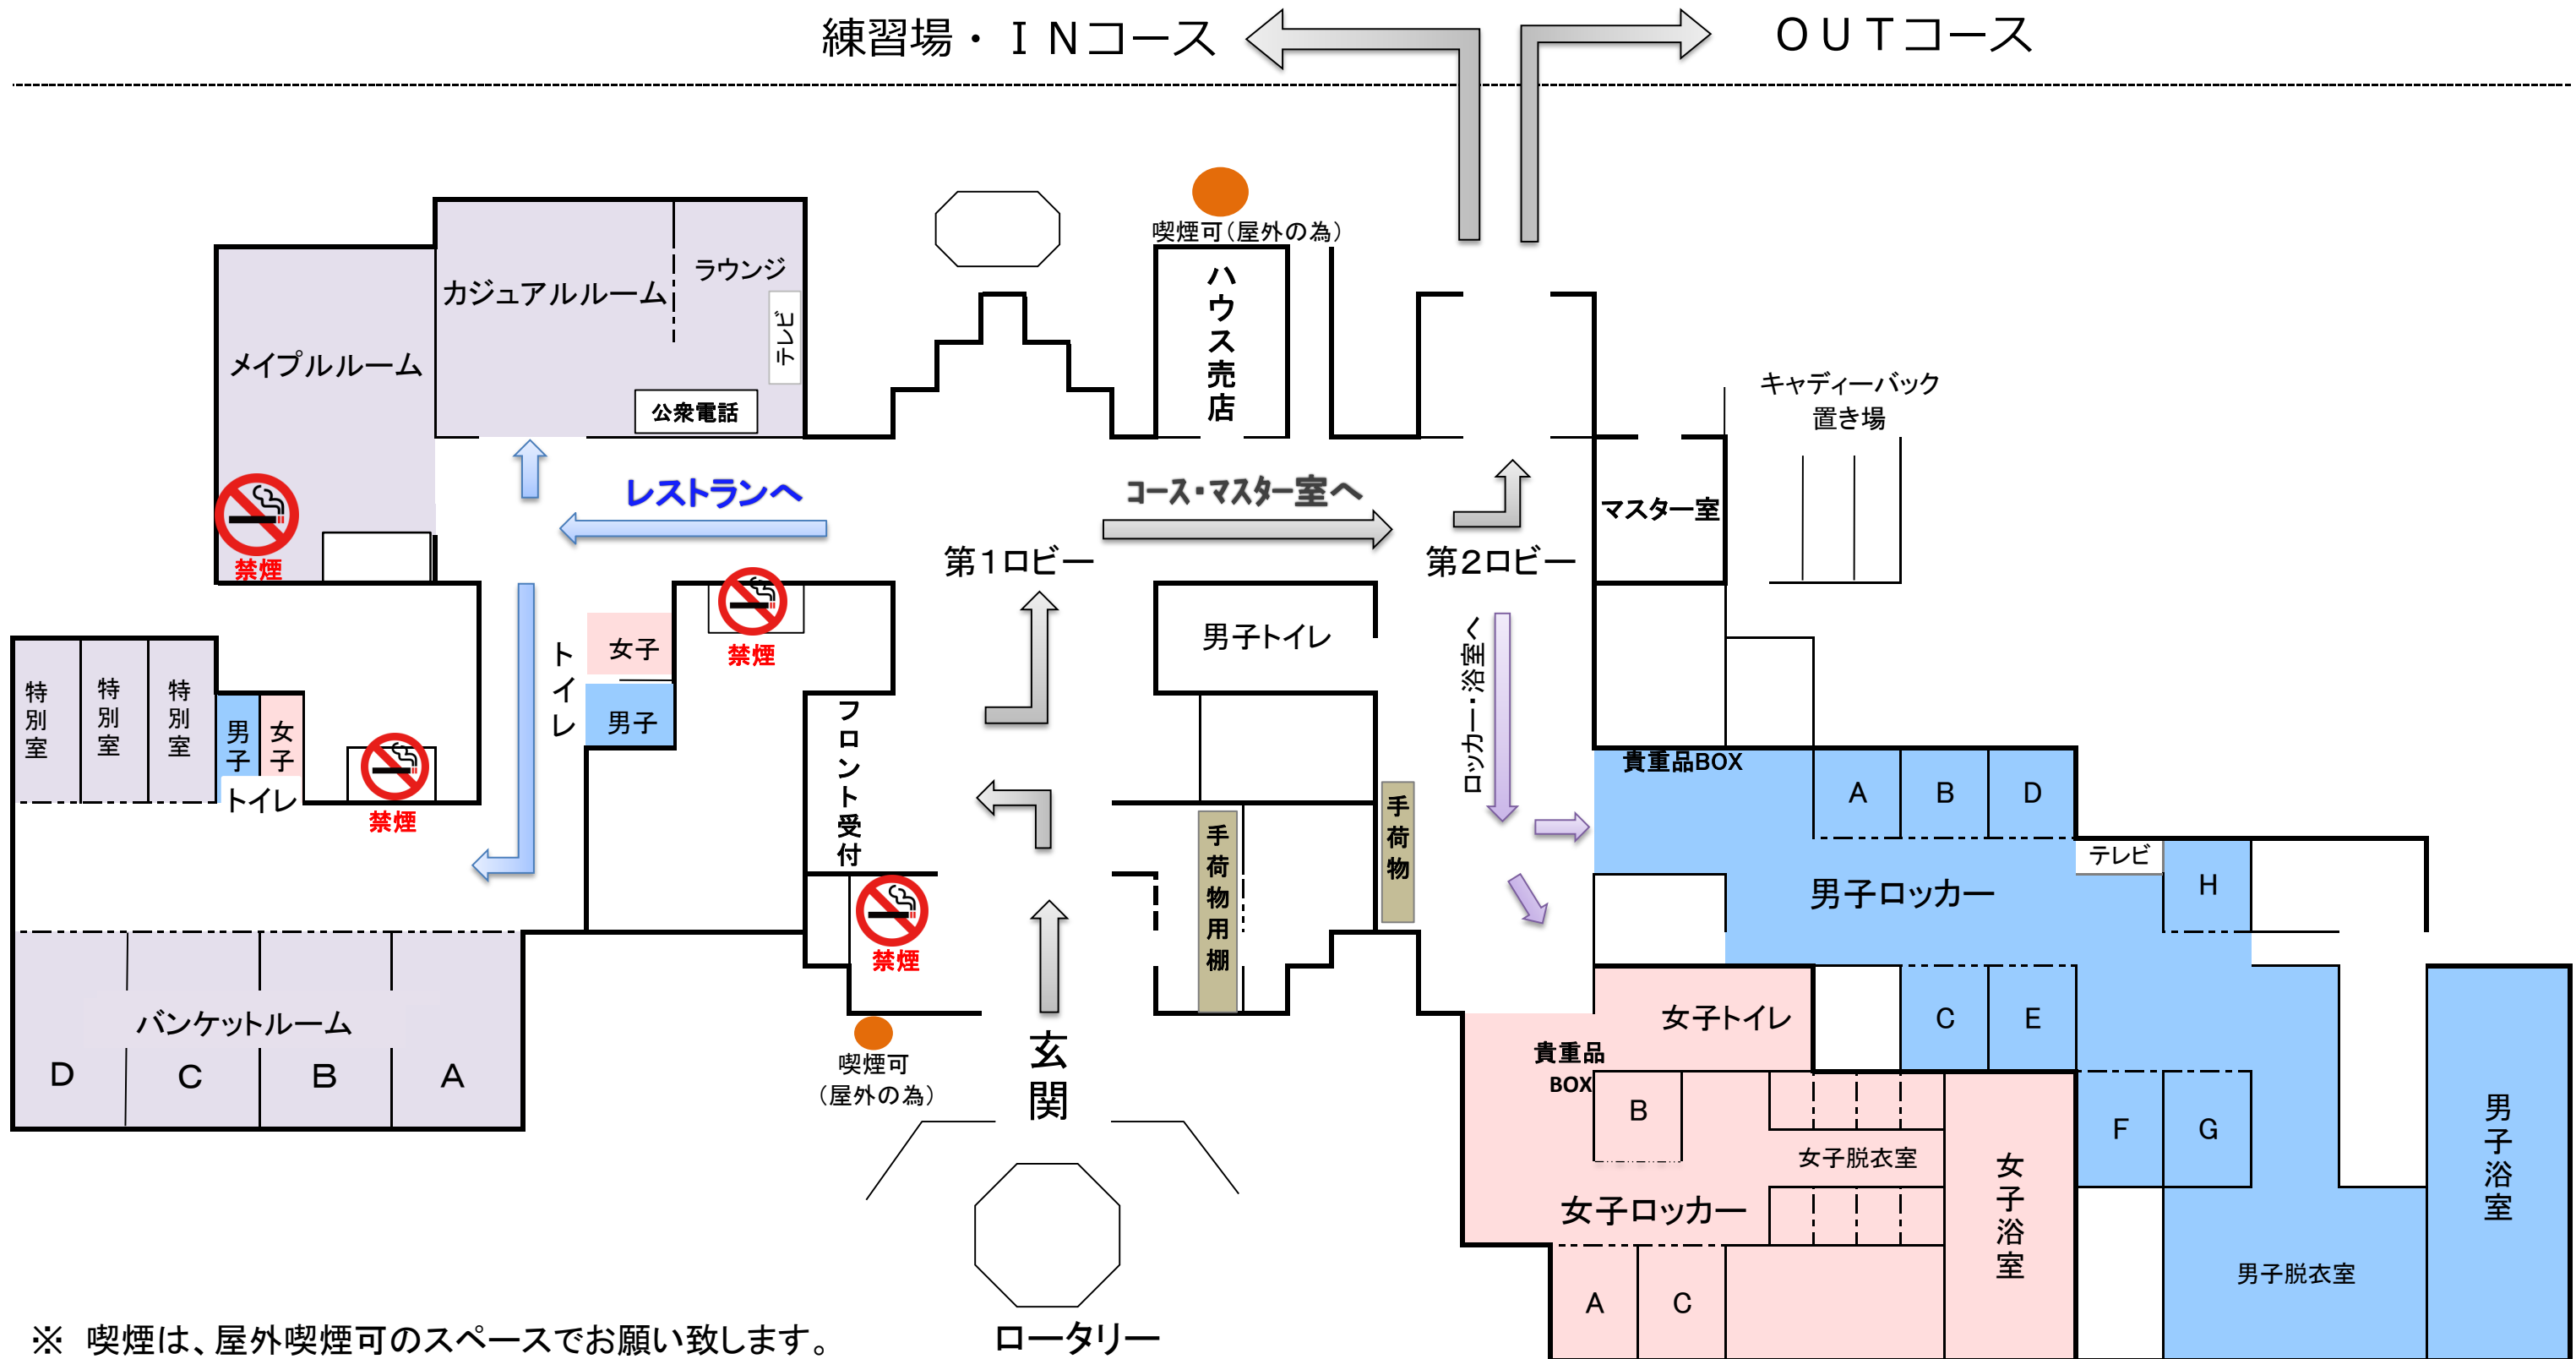 練習場・ＩＮコース
ＯＵＴコース
喫煙可（屋外の為）
ハウス売店
カジュアルルーム
ラウンジ
テレビ
メイプルルーム
公衆電話
キャディーバック
置き場
レストランへ
コース・マスター室へ
マスター室
第１ロビー
第２ロビー
禁煙
禁煙
男子トイレ
女子
男子
トイレ
ロッカー・浴室へ
特別室
特別室
特別室
男子
女子
トイレ
禁煙
フロント受付
手荷物
手荷物用棚
貴重品BOX
A
B
D
テレビ
H
男子ロッカー
禁煙
バンケットルーム
D
C
B
A
喫煙可
（屋外の為）
玄関
女子トイレ
C
E
貴重品
BOX
B
F
G
男子浴室
女子脱衣室
女子浴室
女子ロッカー
男子脱衣室
A
C
ロータリー
※　喫煙は、屋外喫煙可のスペースでお願い致します。